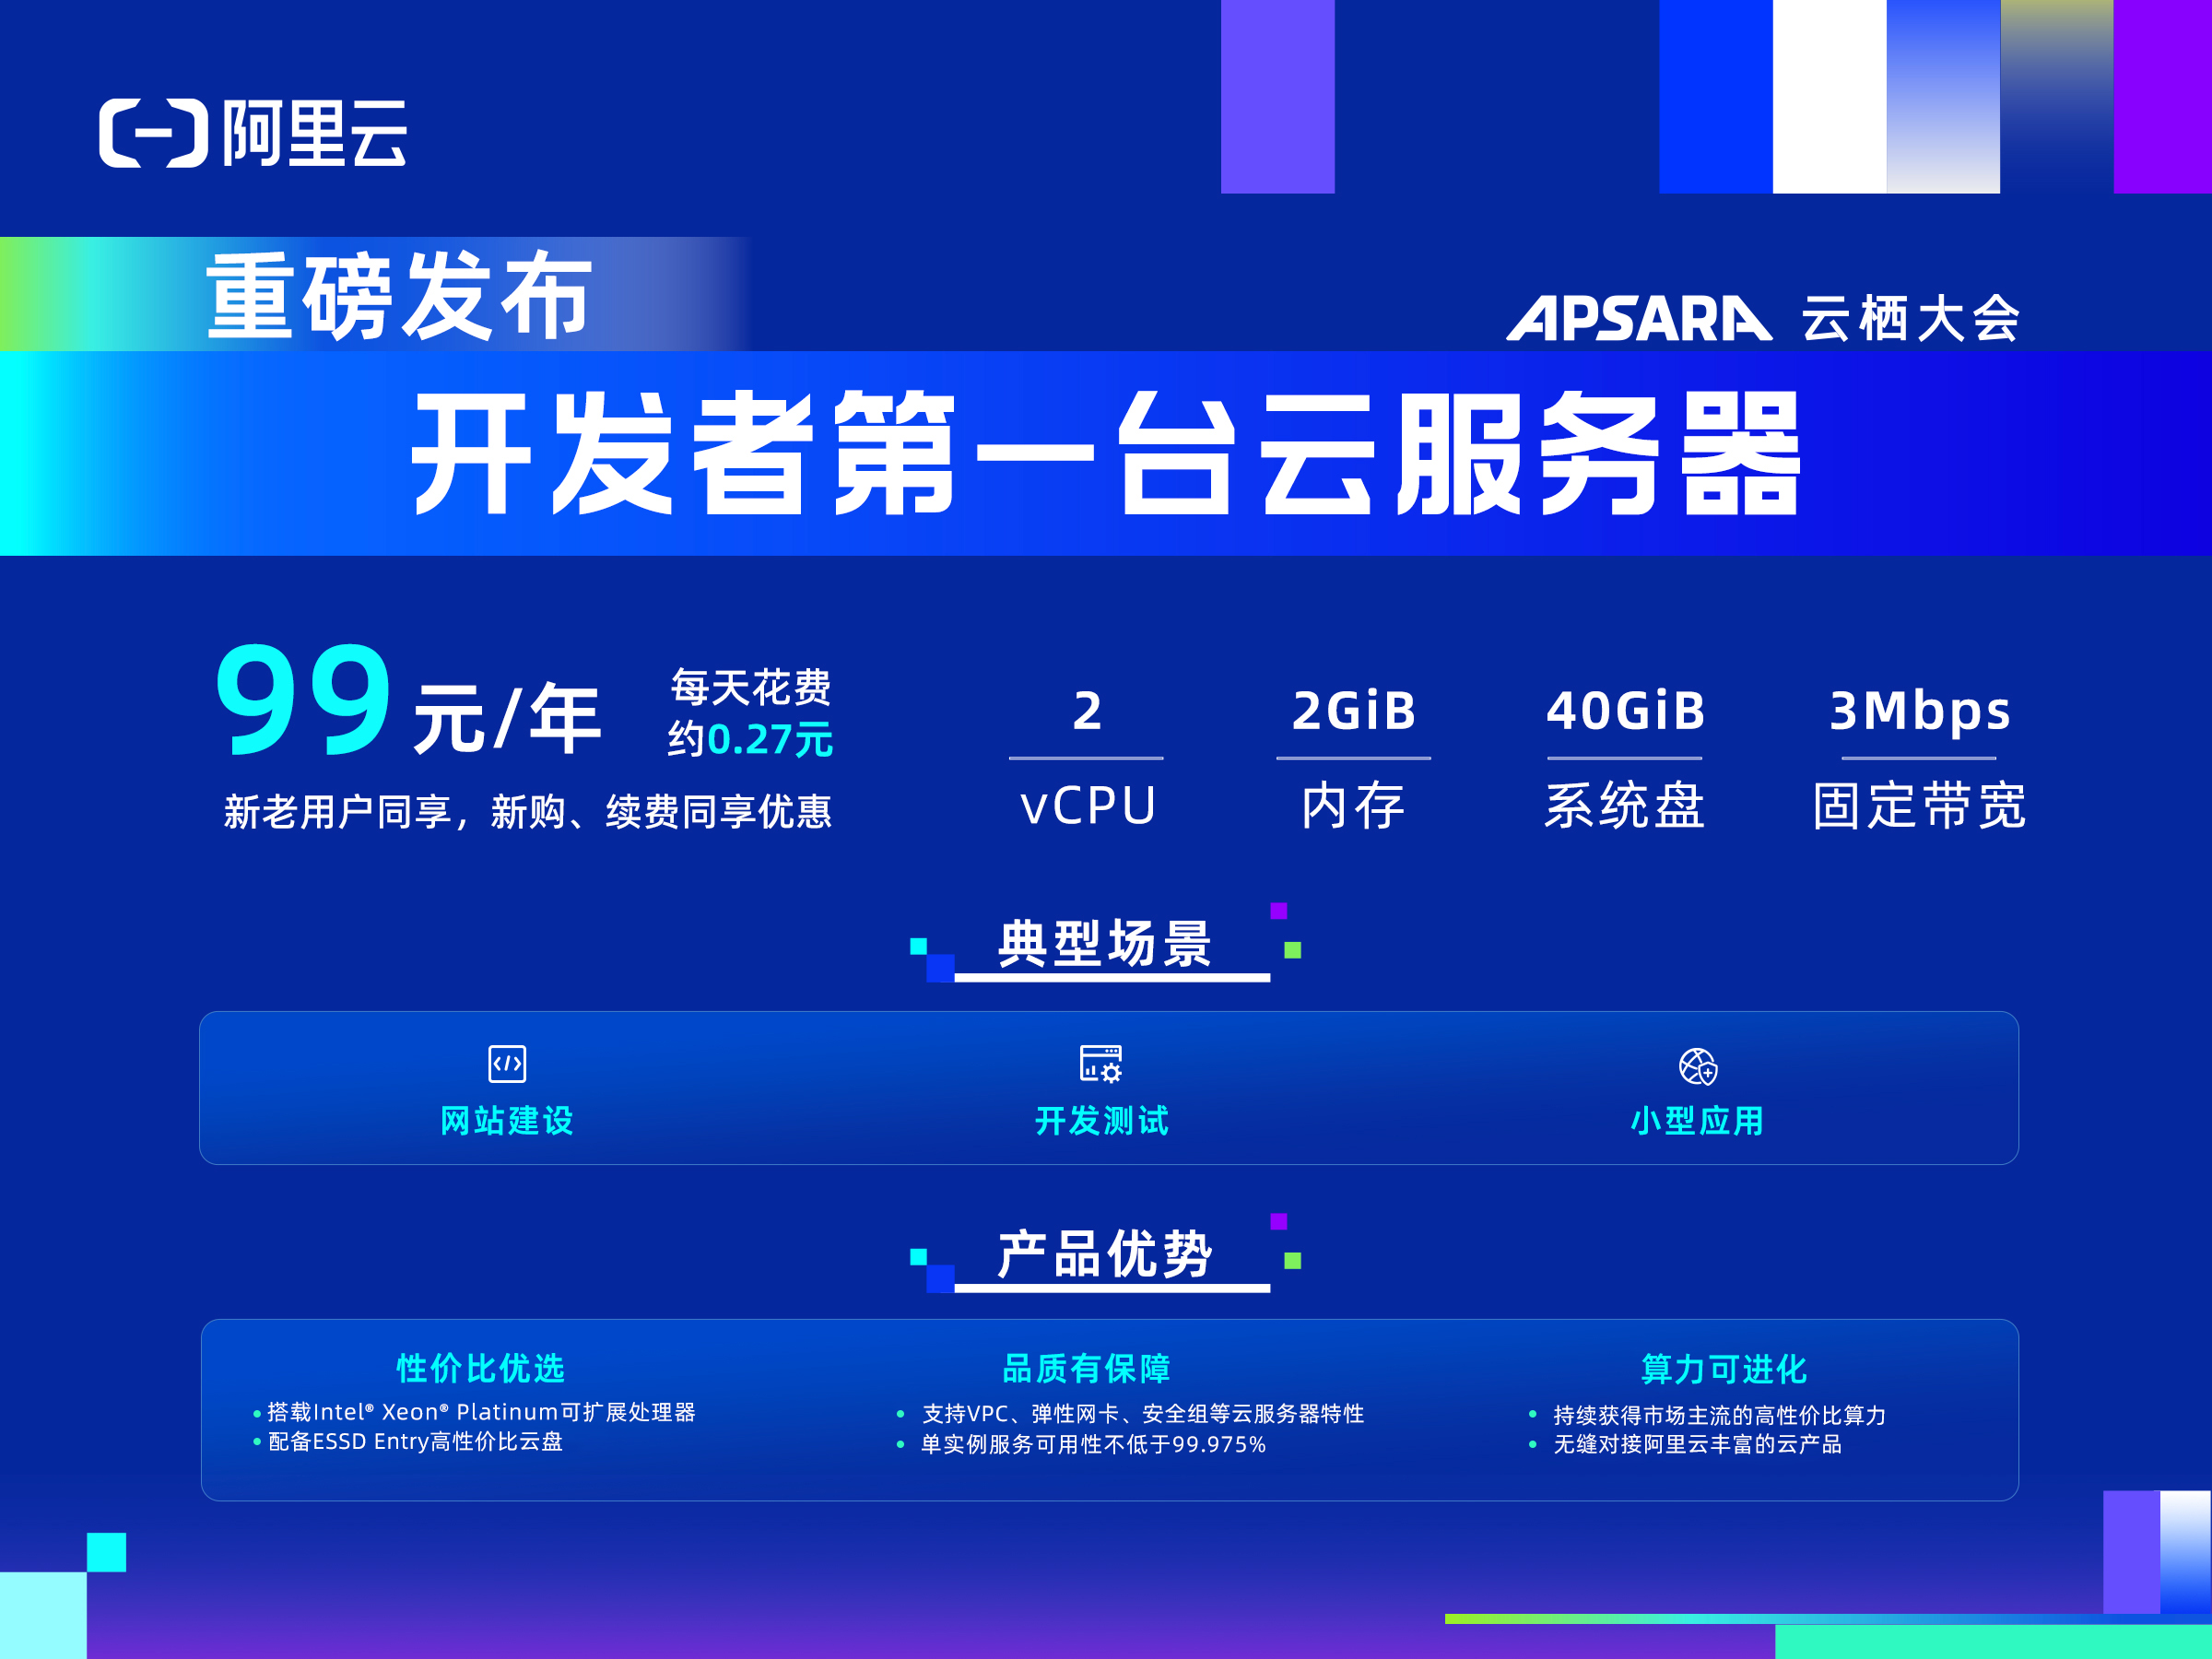 阿里云
重磅发布
APSARA 云栖大会
开发者第一台云服务器
99元/年
每天花费
约0.27元
新老用户同享，新购、续费同享优惠
2
vCPU
2GiB
内存
40GiB
系统盘
3Mbps
固定带宽
典型场景
网站建设
开发测试
小型应用
产品优势
性价比优选
• 搭载Intel® Xeon® Platinum可扩展处理器
• 配备ESSD Entry高性价比云盘
品质有保障
• 支持VPC、弹性网卡、安全组等云服务器特性
• 单实例服务可用性不低于99.975%
算力可进化
• 持续获得市场主流的高性价比算力
• 无缝对接阿里云丰富的云产品